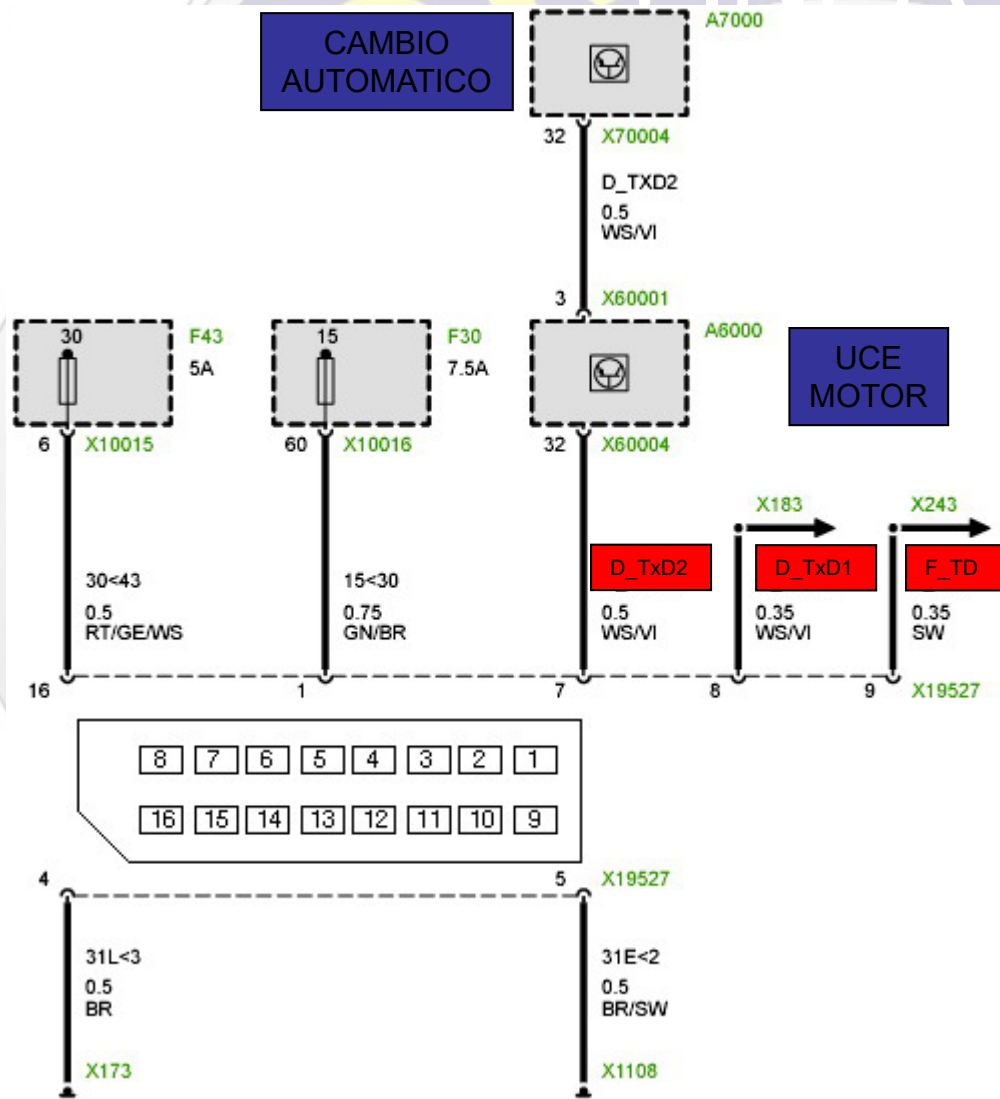 A7000
CAMBIO
AUTOMATICO
32 X70004
D_TXD2
0.5
WS/VI
3 X60001
30 F43
5A
15 F30
7.5A
A6000
UCE
MOTOR
6 X10015
60 X10016
32 X60004
X183
X243
30<43
0.5
RT/GE/WS
15<30
0.75
GN/BR
D_TxD2
0.5
WS/VI
D_TxD1
0.35
WS/VI
F_TD
0.35
SW
16 1 7 8 9 X19527
8 7 6 5 4 3 2 1
16 15 14 13 12 11 10 9
4 5 X19527
31L<3
0.5
BR
31E<2
0.5
BR/SW
X173
X1108